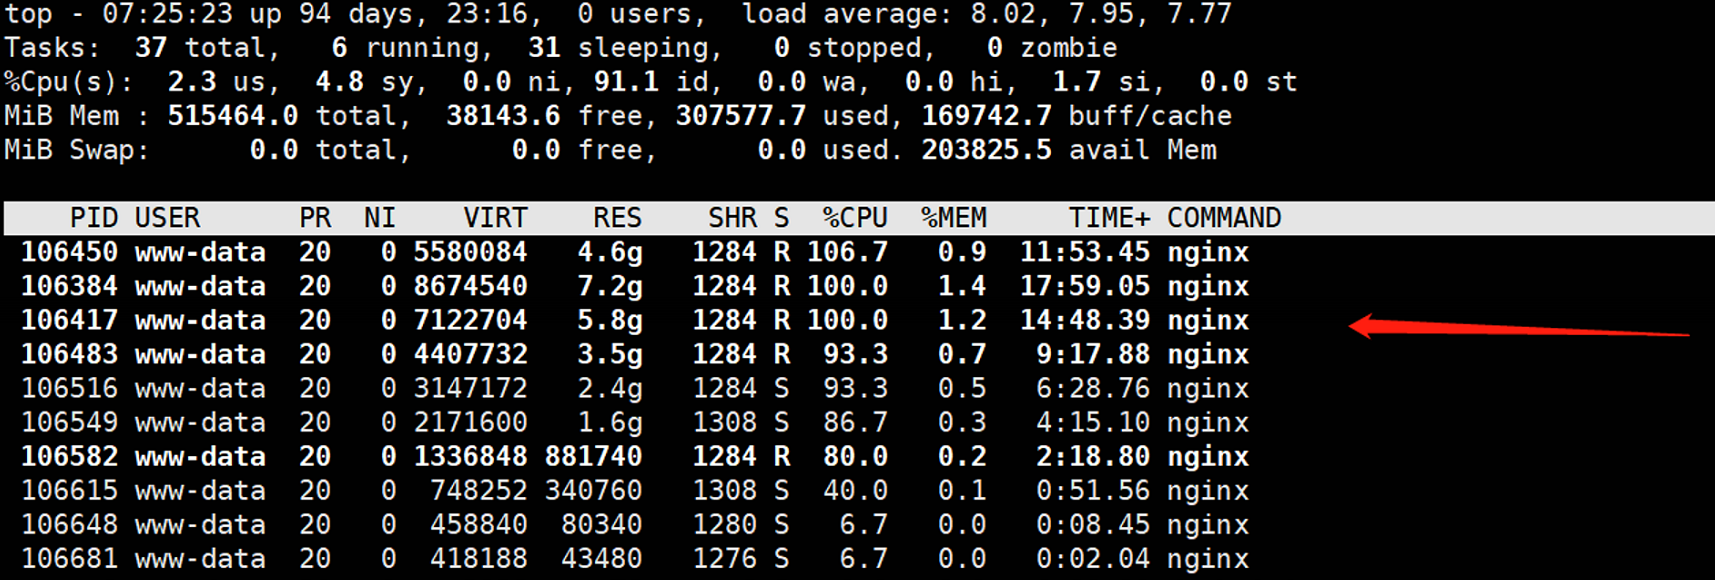 top - 07:25:23 up 94 days, 23:16,  0 users,  load average: 8.02, 7.95, 7.77
Tasks:  37 total,   6 running,  31 sleeping,   0 stopped,   0 zombie
%Cpu(s):  2.3 us,  4.8 sy,  0.0 ni, 91.1 id,  0.0 wa,  0.0 hi,  1.7 si,  0.0 st
MiB Mem : 515464.0 total,  38143.6 free, 307577.7 used, 169742.7 buff/cache
MiB Swap:      0.0 total,      0.0 free,      0.0 used. 203825.5 avail Mem
PID USER      PR  NI    VIRT    RES    SHR S  %CPU  %MEM     TIME+ COMMAND
106450 www-data  20   0 5580084   4.6g   1284 R 106.7   0.9  11:53.45 nginx
106384 www-data  20   0 8674540   7.2g   1284 R 100.0   1.4  17:59.05 nginx
106417 www-data  20   0 7122704   5.8g   1284 R 100.0   1.2  14:48.39 nginx
106483 www-data  20   0 4407732   3.5g   1284 R  93.3   0.7   9:17.88 nginx
106516 www-data  20   0 3147172   2.4g   1284 S  93.3   0.5   6:28.76 nginx
106549 www-data  20   0 2171600   1.6g   1308 S  86.7   0.3   4:15.10 nginx
106582 www-data  20   0 1336848 881740   1284 R  80.0   0.2   2:18.80 nginx
106615 www-data  20   0  748252 340760   1308 S  40.0   0.1   0:51.56 nginx
106648 www-data  20   0  458840  80340   1280 S   6.7   0.0   0:08.45 nginx
106681 www-data  20   0  418188  43480   1276 S   6.7   0.0   0:02.04 nginx